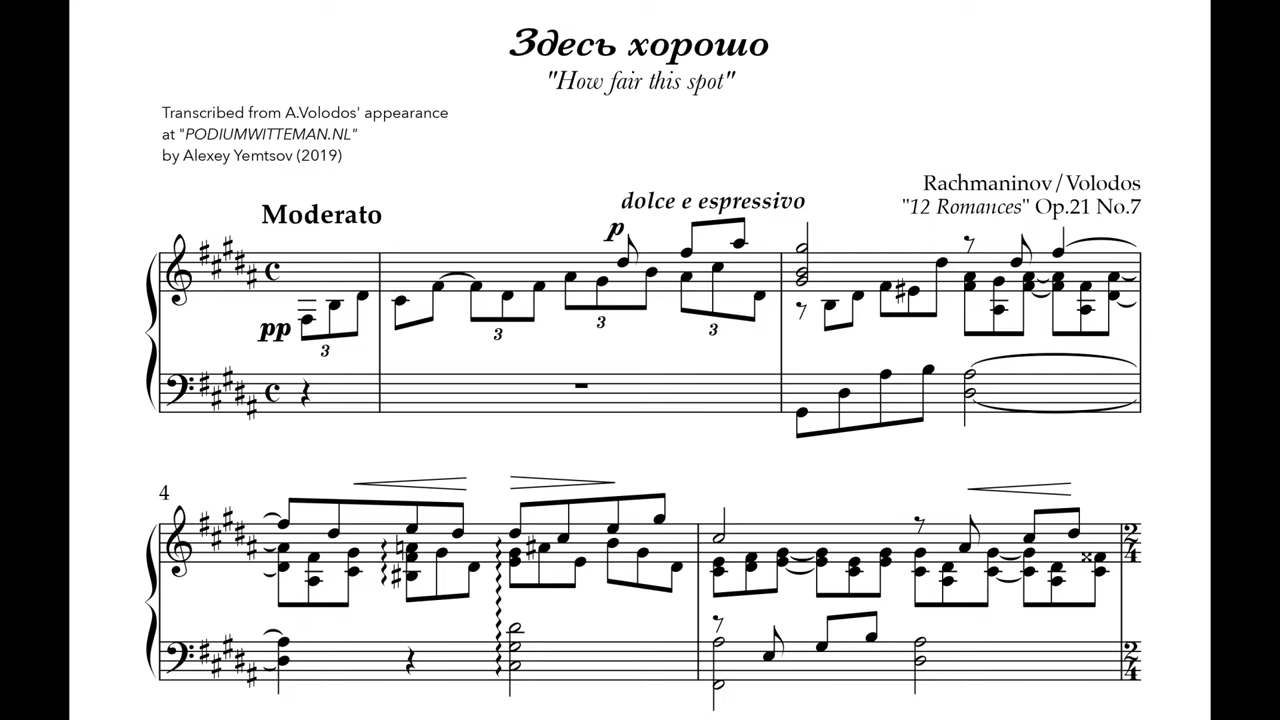 Здесь хорошо
"How fair this spot"
Transcribed from A.Volodos' appearance
at "PODIUMWITTEMAN.NL"
by Alexey Yemtsov (2019)
Rachmaninov/Volodos
"12 Romances" Op.21 No.7
Moderato
dolce e espressivo
p
pp
3
3
3
3
4
2
4
2
4